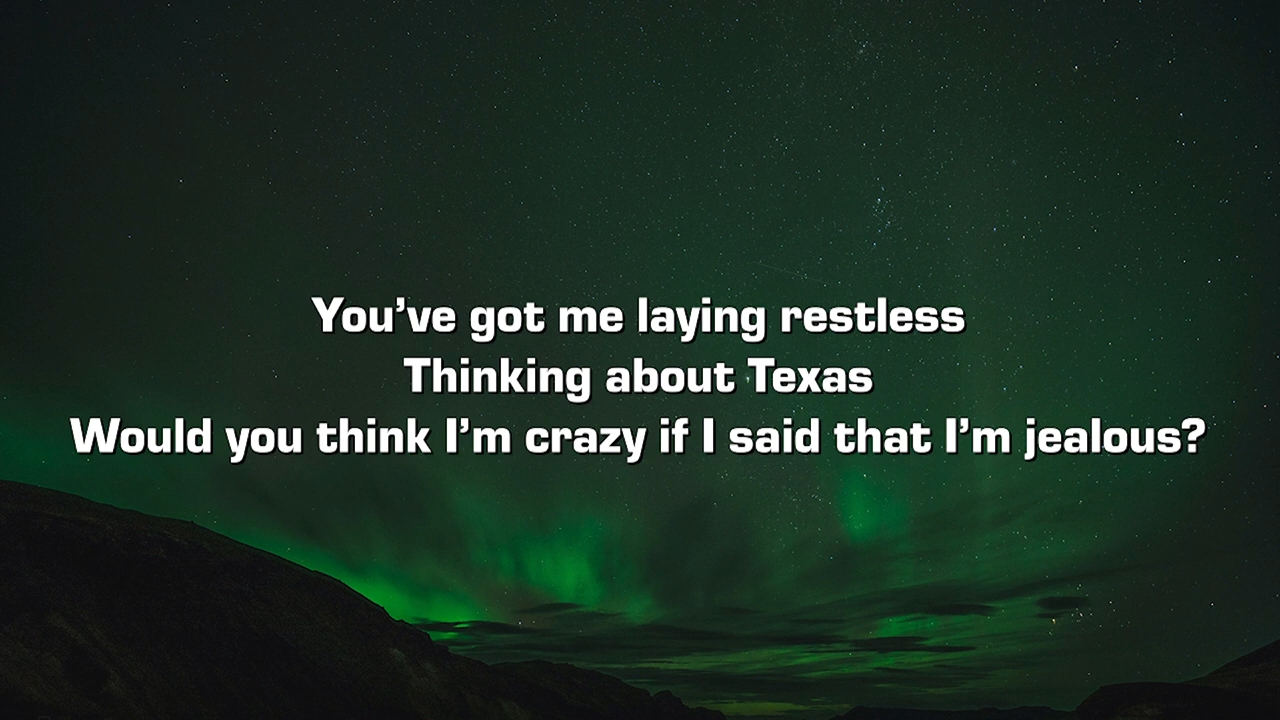 You’ve got me laying restless
Thinking about Texas
Would you think I’m crazy if I said that I’m jealous?